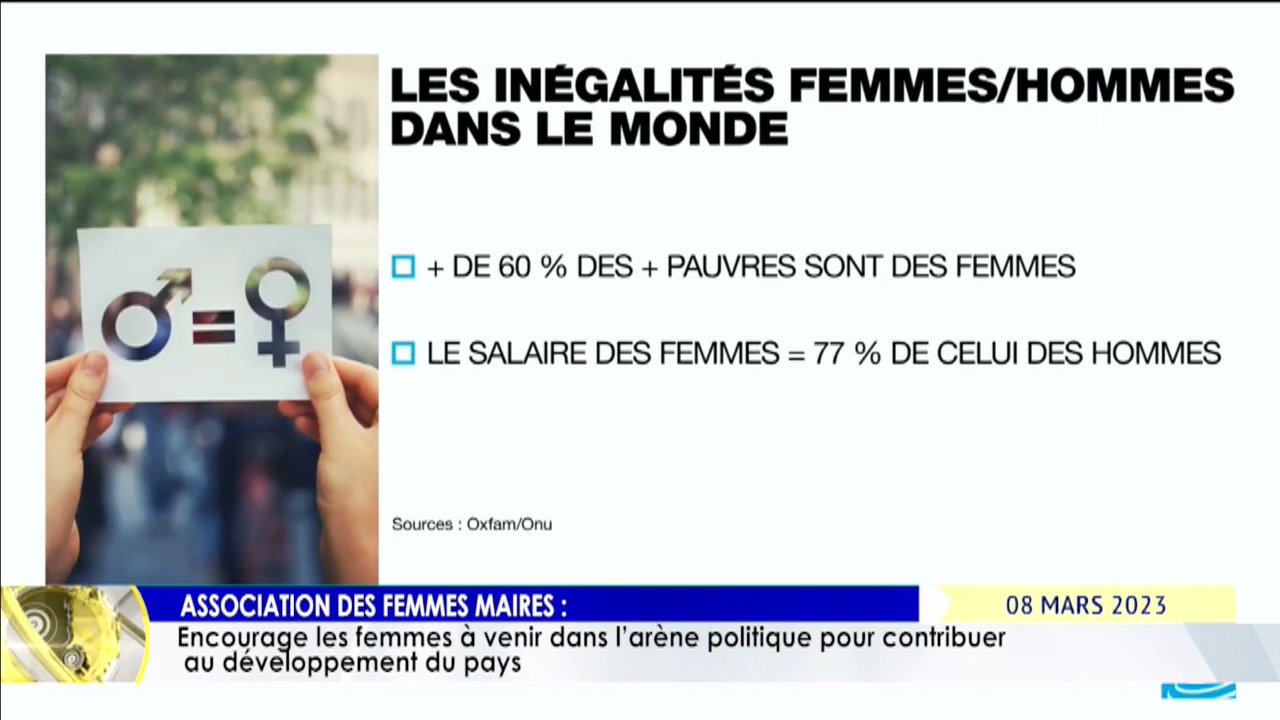 LES INÉGALITÉS FEMMES/HOMMES
DANS LE MONDE
+ DE 60 % DES + PAUVRES SONT DES FEMMES
LE SALAIRE DES FEMMES = 77 % DE CELUI DES HOMMES
Sources : Oxfam/Onu
ASSOCIATION DES FEMMES MAIRES :
08 MARS 2023
Encourage les femmes à venir dans l'arène politique pour contribuer
au développement du pays